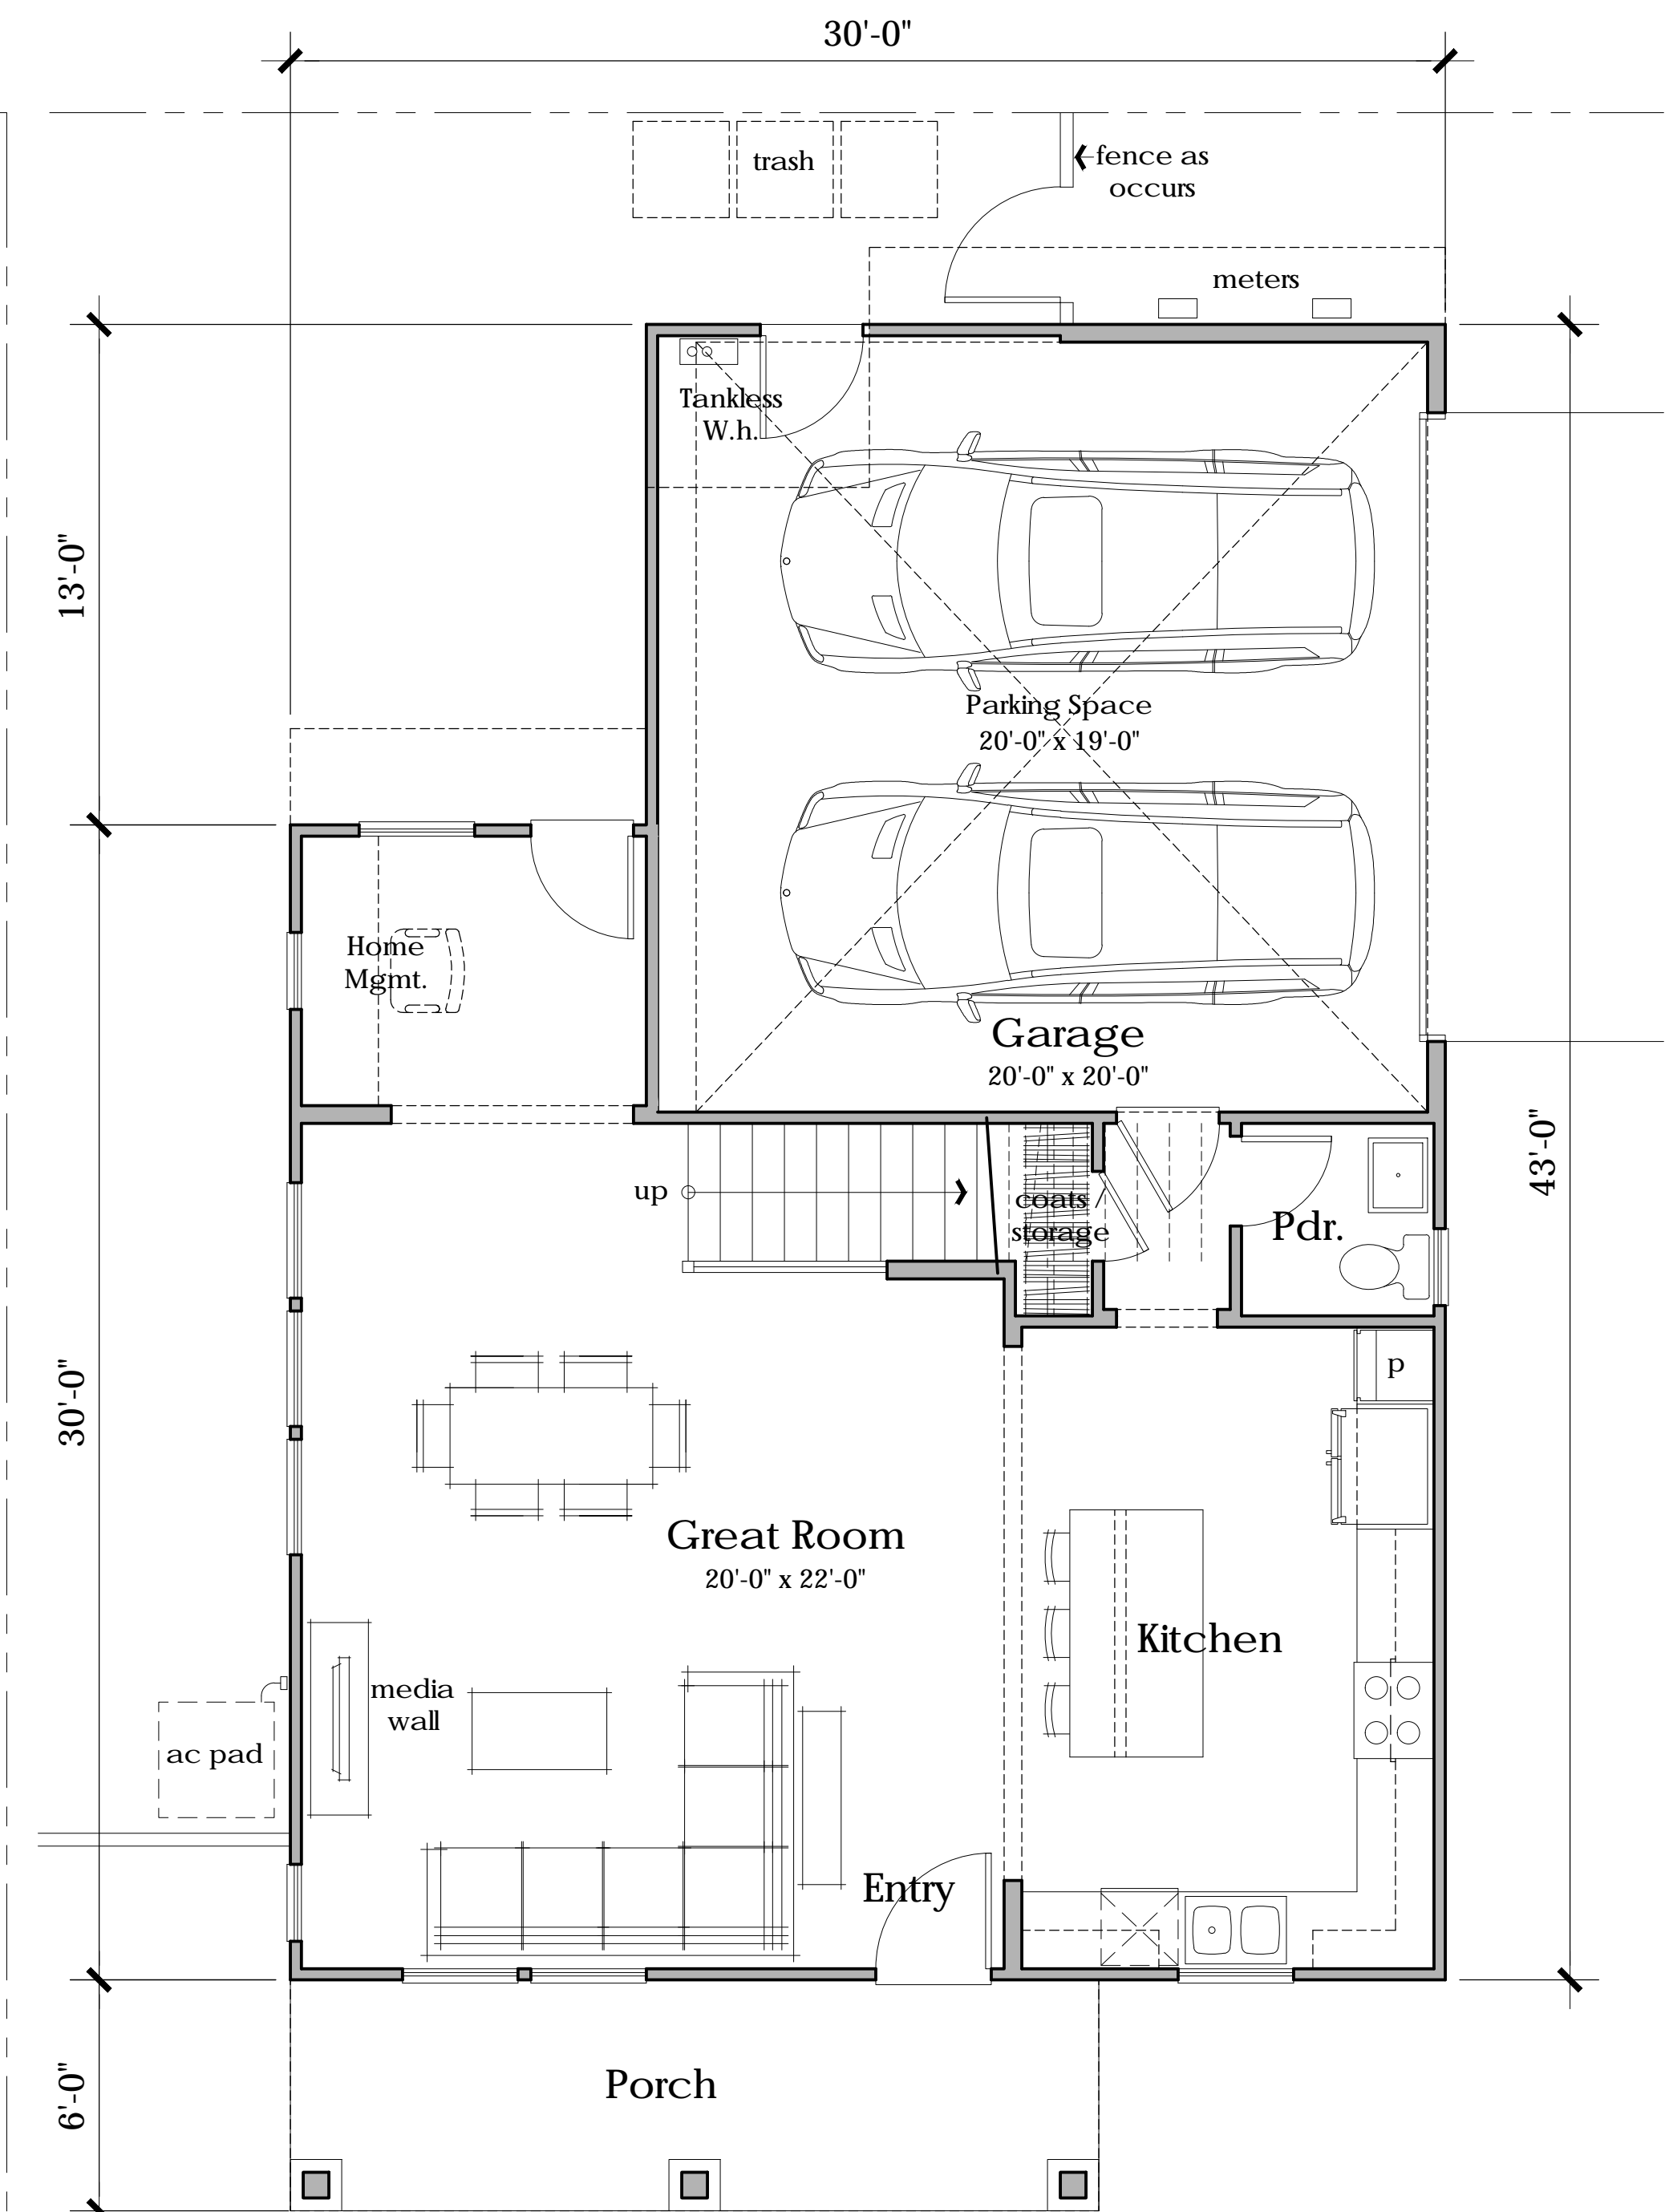 30'-0"
trash
fence as
occurs
meters
Tankless
W.h.
13'-0"
Parking Space
20'-0" x 19'-0"
Home
Mgmt.
Garage
20'-0" x 20'-0"
43'-0"
up
coats /
storage
Pdr.
30'-0"
p
Great Room
20'-0" x 22'-0"
Kitchen
media
wall
ac pad
Entry
Porch
6'-0"